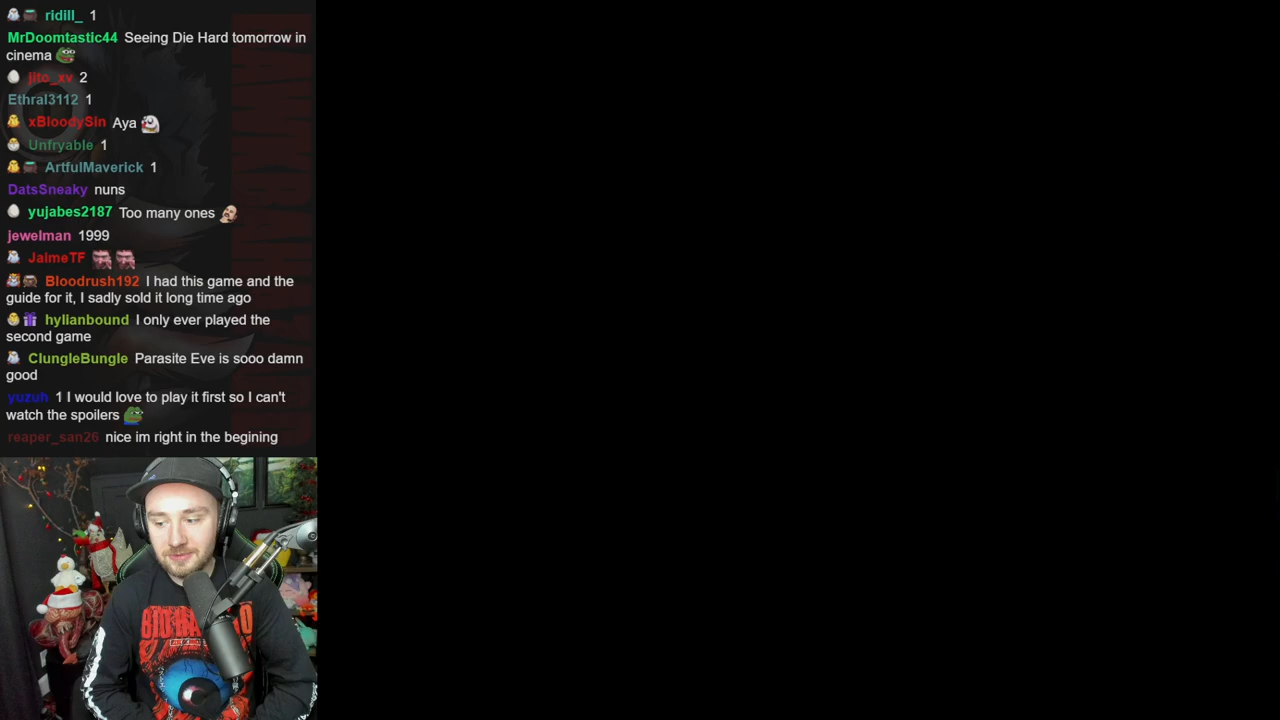 ridill_ 1
MrDoomtastic44 Seeing Die Hard tomorrow in
cinema
jito_xv 2
Ethral3112 1
xBloodySin Aya
Unfryable 1
ArtfulMaverick 1
DatsSneaky nuns
yujabes2187 Too many ones
jewelman 1999
JaimeTF
Bloodrush192 I had this game and the
guide for it, I sadly sold it long time ago
hylianbound I only ever played the
second game
ClungleBungle Parasite Eve is sooo damn
good
yuzuh 1 I would love to play it first so I can't
watch the spoilers
reaper_san26 nice im right in the begining